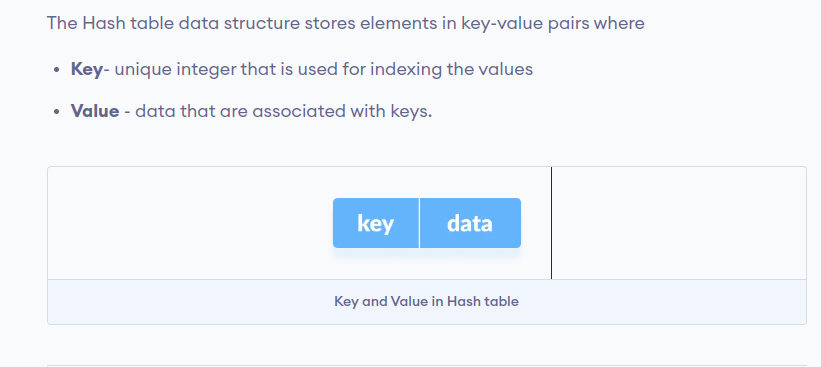 The Hash table data structure stores elements in key-value pairs where
• Key- unique integer that is used for indexing the values
• Value - data that are associated with keys.
key data
Key and Value in Hash table